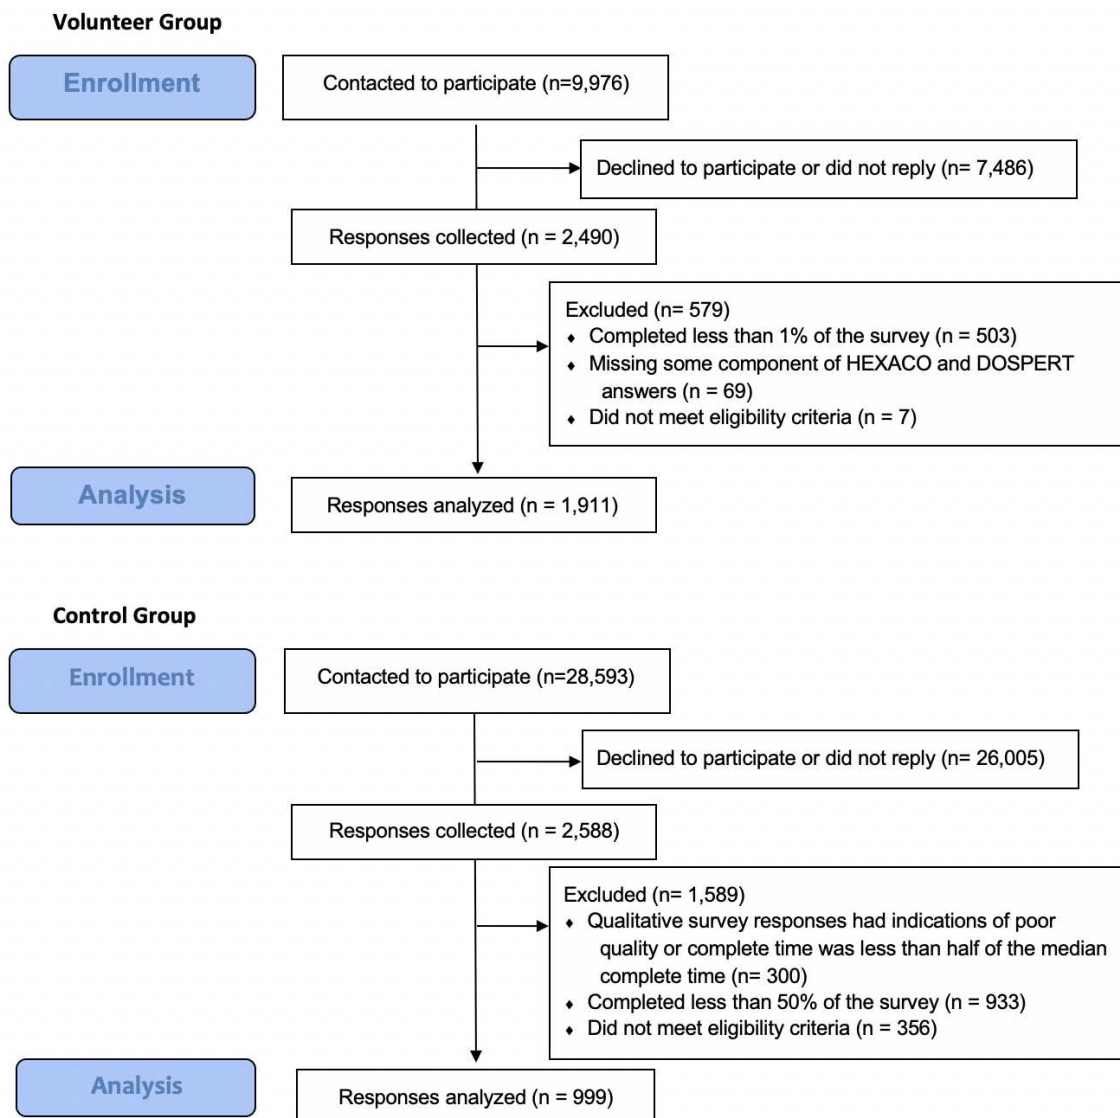 Volunteer Group
Enrollment
Contacted to participate (n=9,976)
Declined to participate or did not reply (n= 7,486)
Responses collected (n = 2,490)
Excluded (n= 579)
♦ Completed less than 1% of the survey (n = 503)
♦ Missing some component of HEXACO and DOSPERT
answers (n = 69)
♦ Did not meet eligibility criteria (n = 7)
Analysis
Responses analyzed (n = 1,911)
Control Group
Enrollment
Contacted to participate (n=28,593)
Declined to participate or did not reply (n= 26,005)
Responses collected (n = 2,588)
Excluded (n= 1,589)
♦ Qualitative survey responses had indications of poor
quality or complete time was less than half of the median
complete time (n= 300)
♦ Completed less than 50% of the survey (n = 933)
♦ Did not meet eligibility criteria (n = 356)
Analysis
Responses analyzed (n = 999)